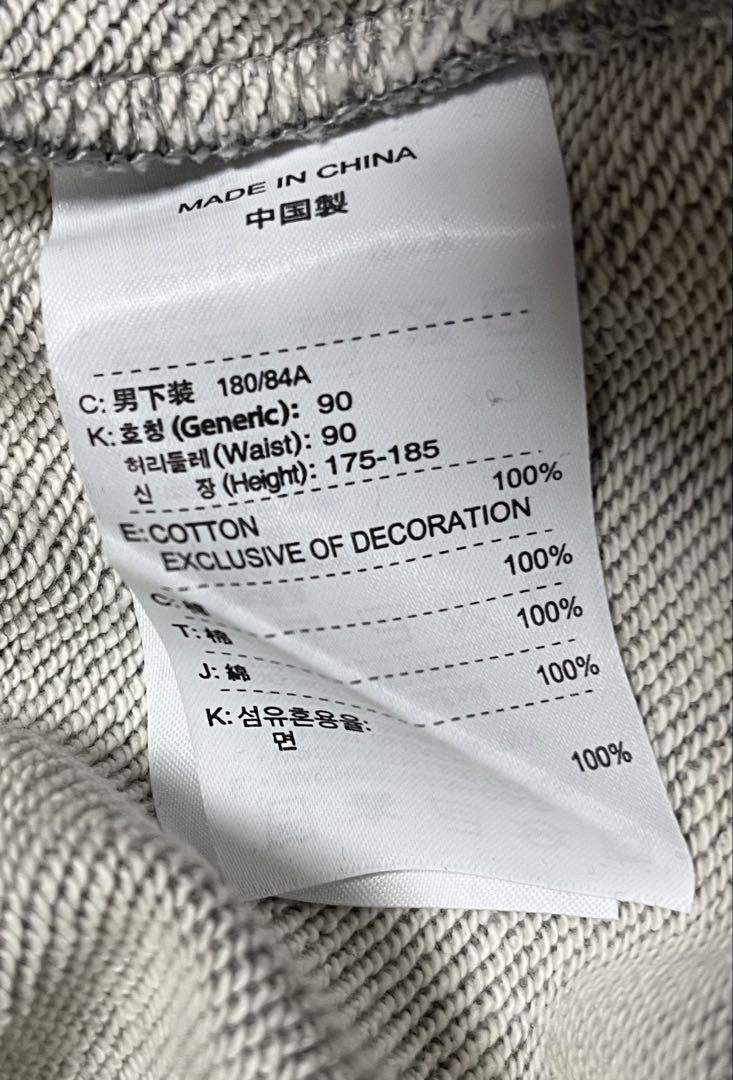 MADE IN CHINA
中国製
C: 男下装 180/84A
K: 호칭 (Generic): 90
허리둘레 (Waist): 90
신 장 (Height): 175-185
E: COTTON 100%
EXCLUSIVE OF DECORATION
C: 棉 100%
T: 棉 100%
J: 綿 100%
K: 섬유혼용율:
면 100%